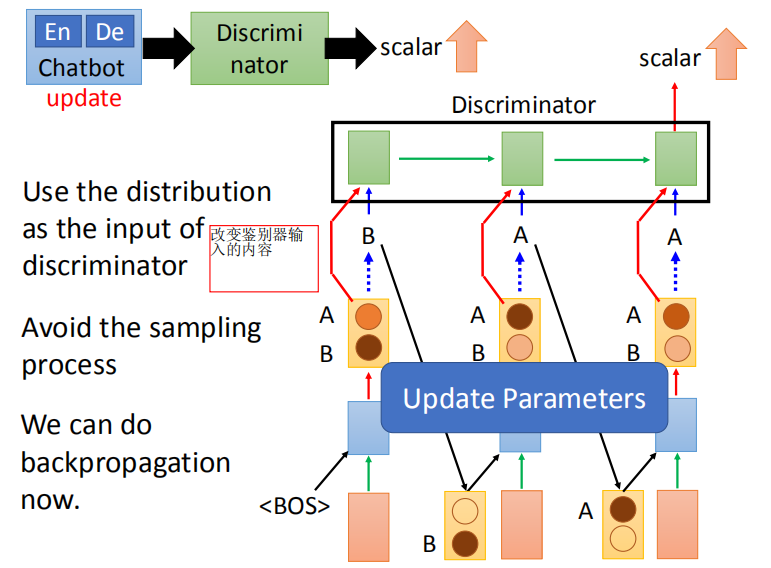 En De
Chatbot
update
Discrimi
nator
scalar
scalar
Discriminator
Use the distribution
as the input of
discriminator
改变鉴别器输
入的内容
Avoid the sampling
process
We can do
backpropagation
now.
B
A
A
A
B
A
B
A
B
Update Parameters
<BOS>
B
A